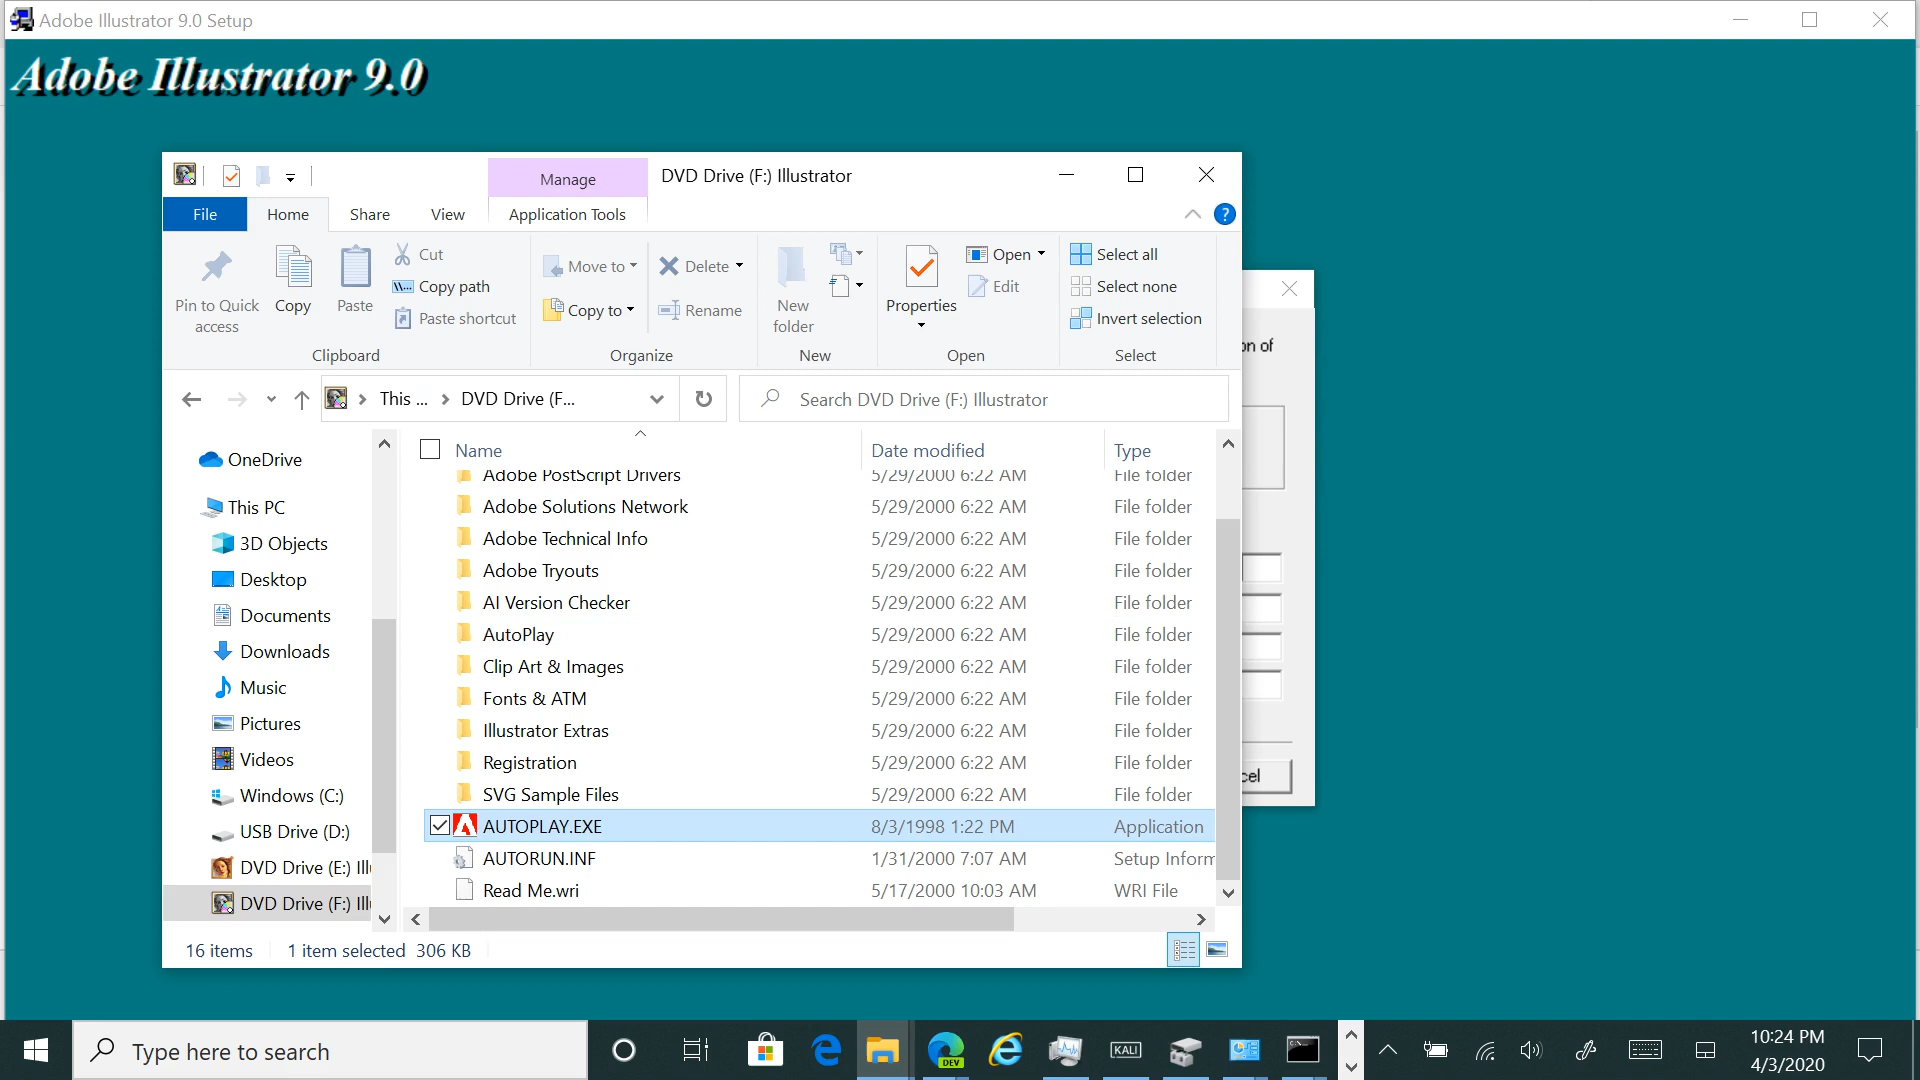 Adobe Illustrator 9.0 Setup
Adobe Illustrator 9.0
Manage
DVD Drive (F:) Illustrator
File
Home
Share
View
Application Tools
Pin to Quick
access
Copy
Paste
Cut
Copy path
Paste shortcut
Clipboard
Move to
Copy to
Delete
Rename
Organize
New
folder
New
Properties
Open
Edit
Open
Select all
Select none
Invert selection
Select
on of
This ...
DVD Drive (F...
Search DVD Drive (F:) Illustrator
OneDrive
This PC
3D Objects
Desktop
Documents
Downloads
Music
Pictures
Videos
Windows (C:)
USB Drive (D:)
DVD Drive (E:) Ill
DVD Drive (F:) Ill
Name Date modified Type
Adobe PostScript Drivers 5/29/2000 6:22 AM File folder
Adobe Solutions Network 5/29/2000 6:22 AM File folder
Adobe Technical Info 5/29/2000 6:22 AM File folder
Adobe Tryouts 5/29/2000 6:22 AM File folder
AI Version Checker 5/29/2000 6:22 AM File folder
AutoPlay 5/29/2000 6:22 AM File folder
Clip Art & Images 5/29/2000 6:22 AM File folder
Fonts & ATM 5/29/2000 6:22 AM File folder
Illustrator Extras 5/29/2000 6:22 AM File folder
Registration 5/29/2000 6:22 AM File folder
SVG Sample Files 5/29/2000 6:22 AM File folder
AUTOPLAY.EXE 8/3/1998 1:22 PM Application
AUTORUN.INF 1/31/2000 7:07 AM Setup Inform
Read Me.wri 5/17/2000 10:03 AM WRI File
cel
16 items 1 item selected 306 KB
Type here to search
DEV
KALI
10:24 PM
4/3/2020